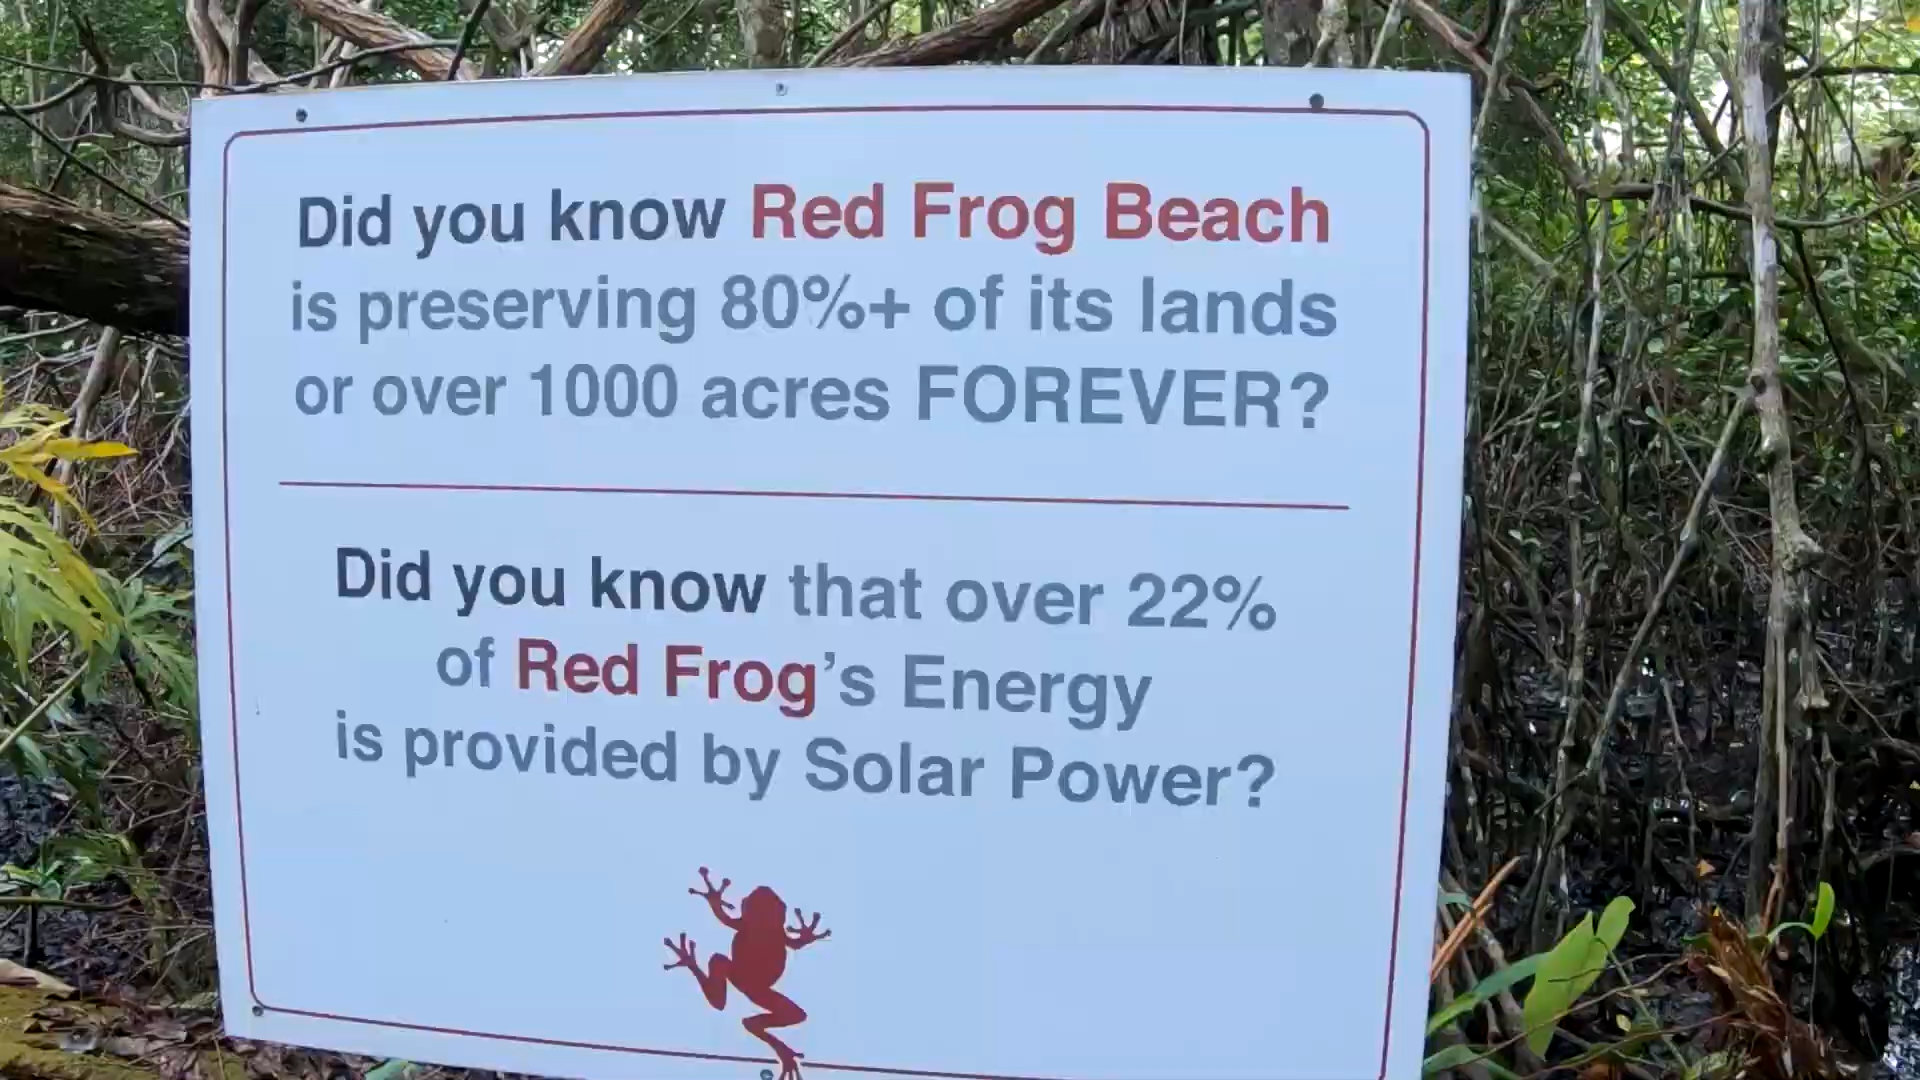 Did you know Red Frog Beach
is preserving 80%+ of its lands
or over 1000 acres FOREVER?
Did you know that over 22%
of Red Frog's Energy
is provided by Solar Power?